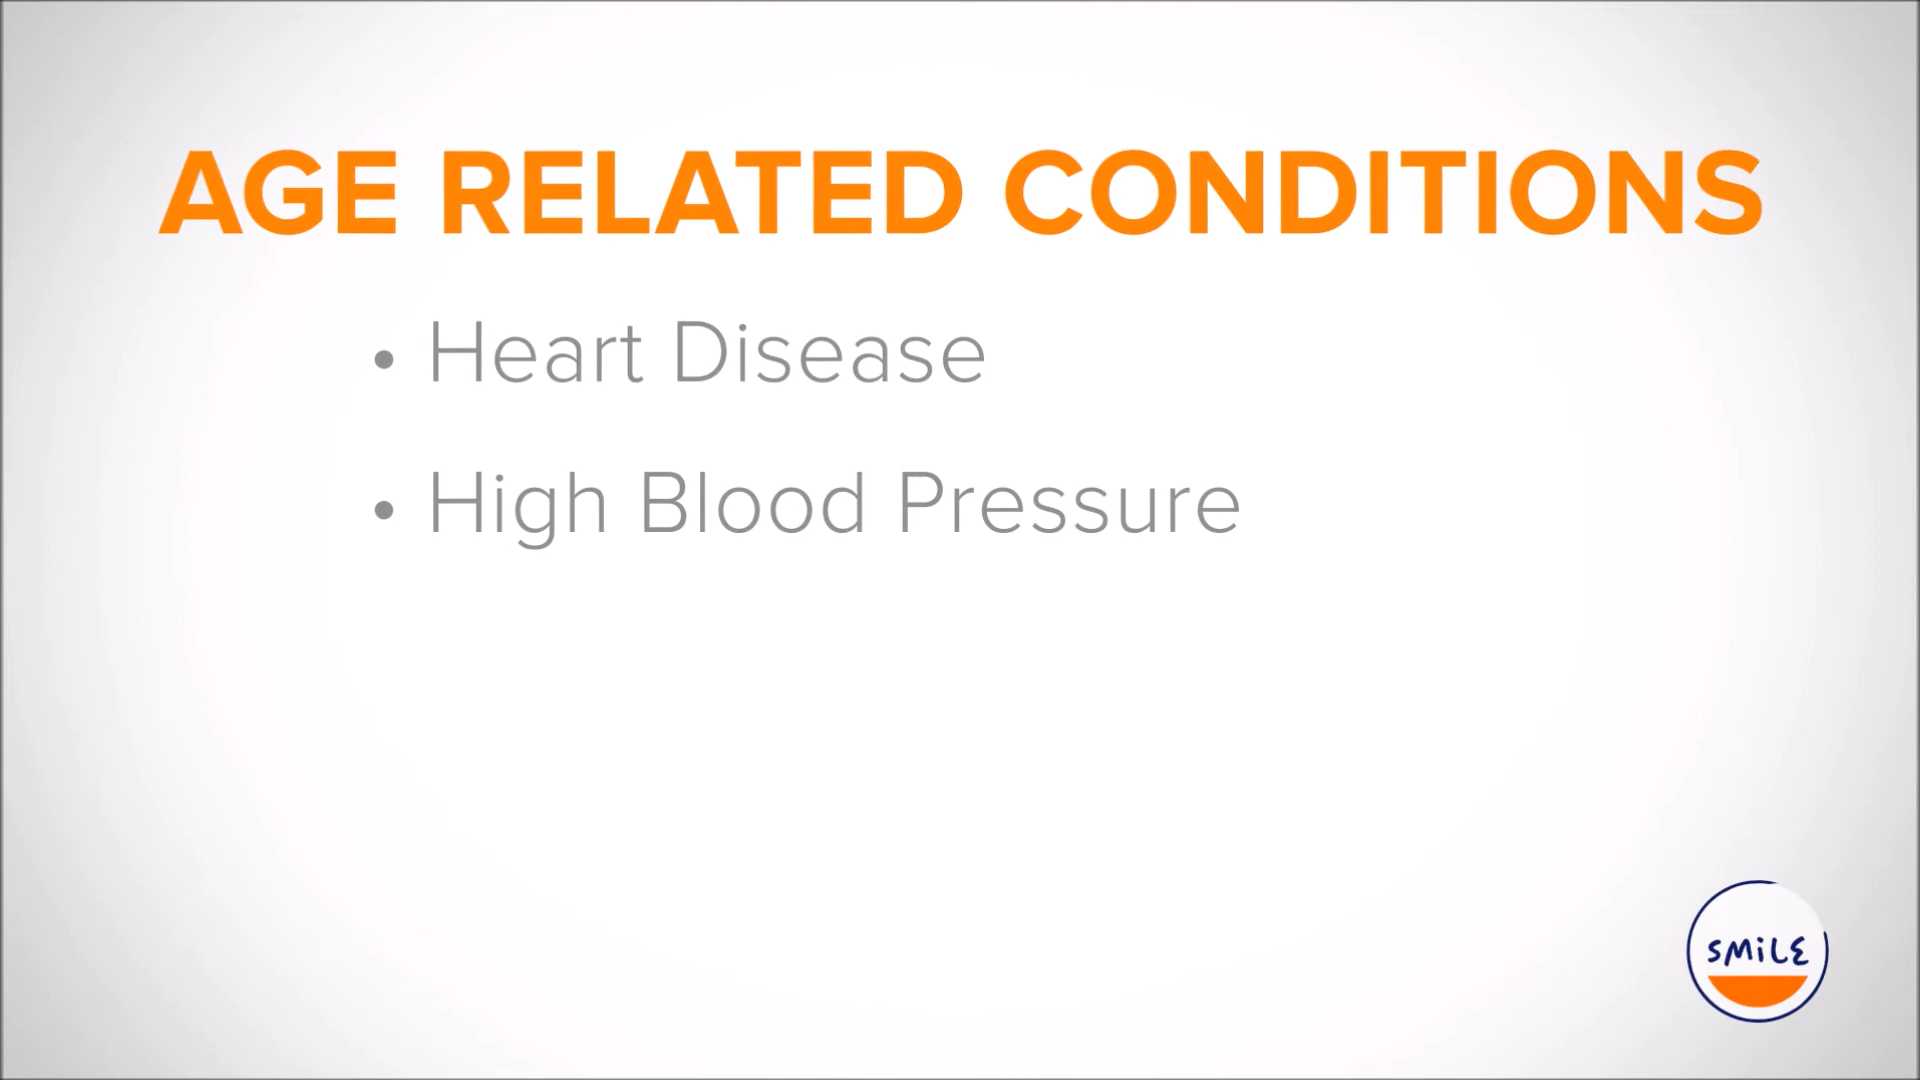 AGE RELATED CONDITIONS
• Heart Disease
• High Blood Pressure
SMiLE